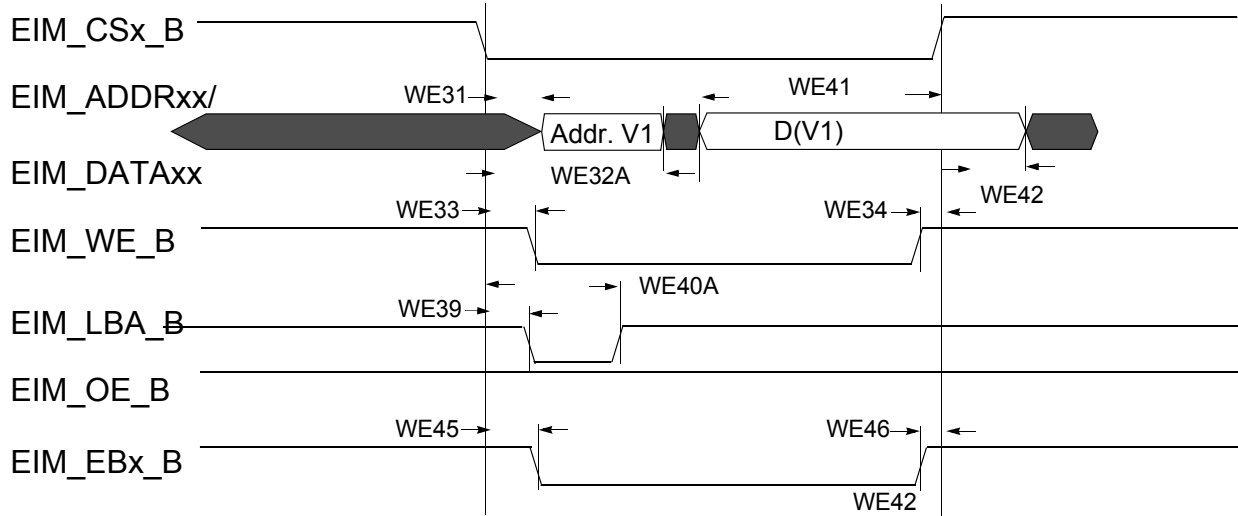 EIM_CSx_B
EIM_ADDRxx/
WE31
WE41
Addr. V1
D(V1)
EIM_DATAxx
WE32A
WE42
WE33
WE34
EIM_WE_B
WE40A
WE39
EIM_LBA_B
EIM_OE_B
WE45
WE46
EIM_EBx_B
WE42